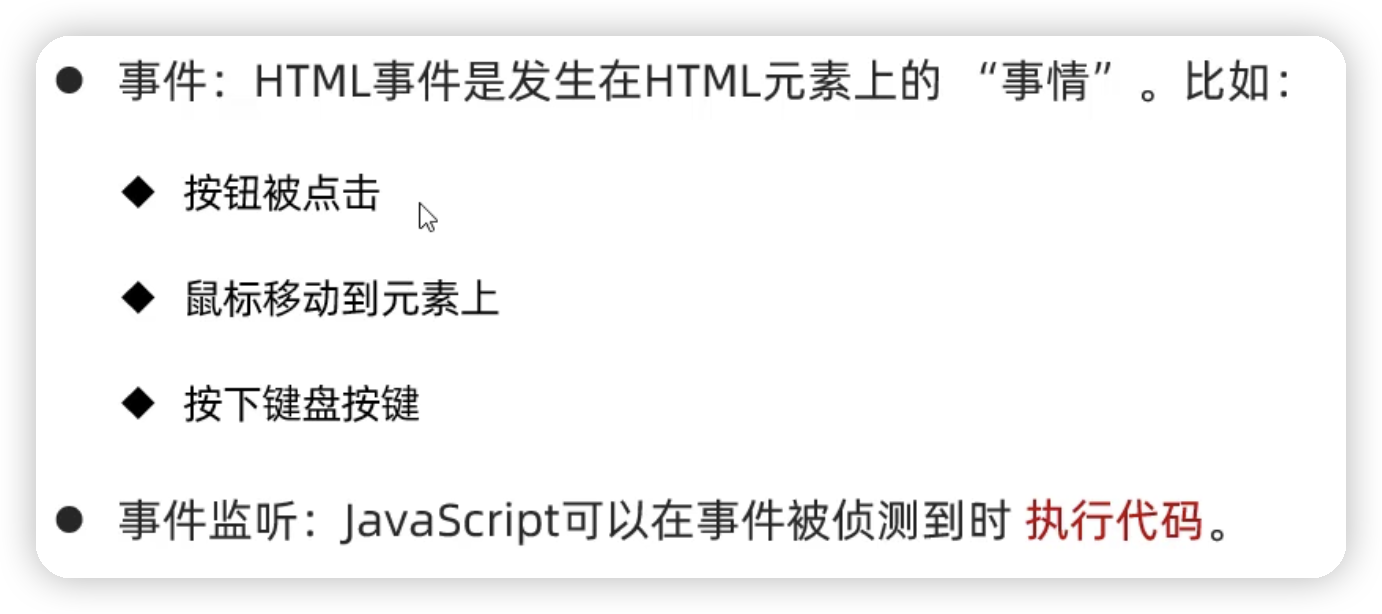 事件：HTML事件是发生在HTML元素上的 “事情” 。比如：
按钮被点击
鼠标移动到元素上
按下键盘按键
事件监听：JavaScript可以在事件被侦测到时 执行代码。